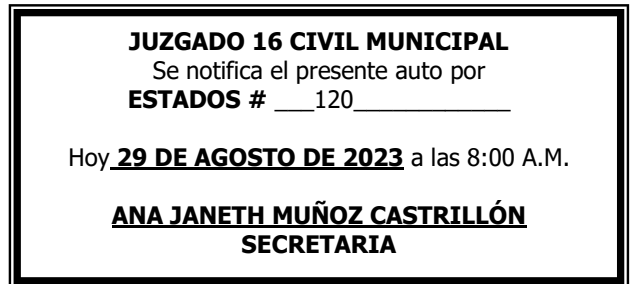 JUZGADO 16 CIVIL MUNICIPAL
Se notifica el presente auto por
ESTADOS # ___120____________
Hoy 29 DE AGOSTO DE 2023 a las 8:00 A.M.
ANA JANETH MUÑOZ CASTRILLÓN
SECRETARIA